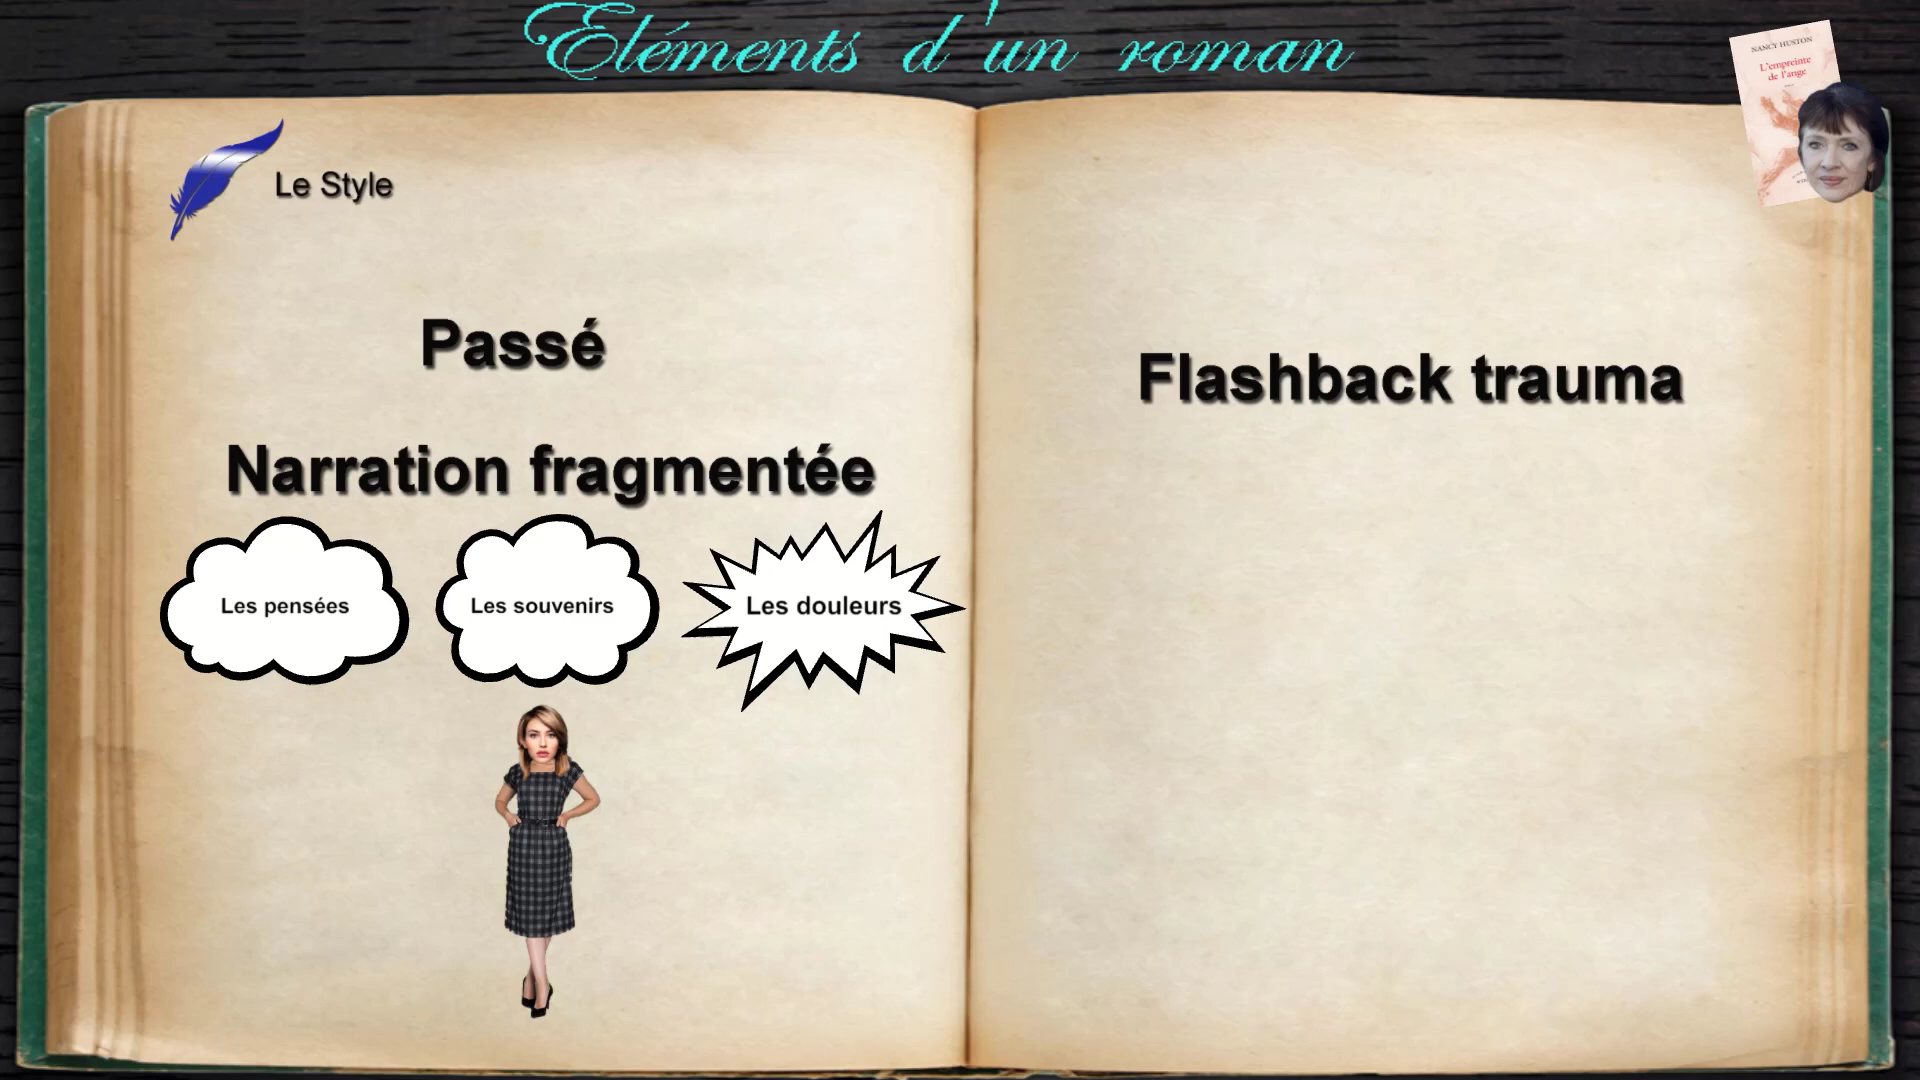 Eléments d'un roman
NANCY HUSTON
L'empreinte
de l'ange
Le Style
Passé
Narration fragmentée
Les pensées
Les souvenirs
Les douleurs
Flashback trauma